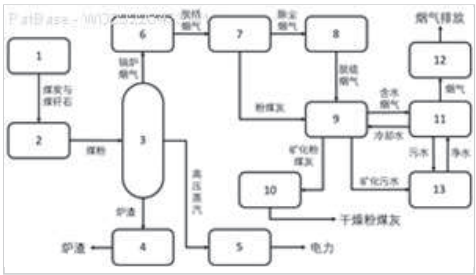 PatBase
烟气排放
脱硝
烟气
除尘
烟气
1
6
7
8
12
锅炉
烟气
煤炭与
煤矸石
脱硫
烟气
烟气
粉煤灰
含水
烟气
2
煤粉
3
9
11
冷却水
矿化粉
煤灰
污水
净水
高
压
蒸
汽
10
矿化污水
13
炉渣
干燥粉煤灰
炉渣
4
5
电力